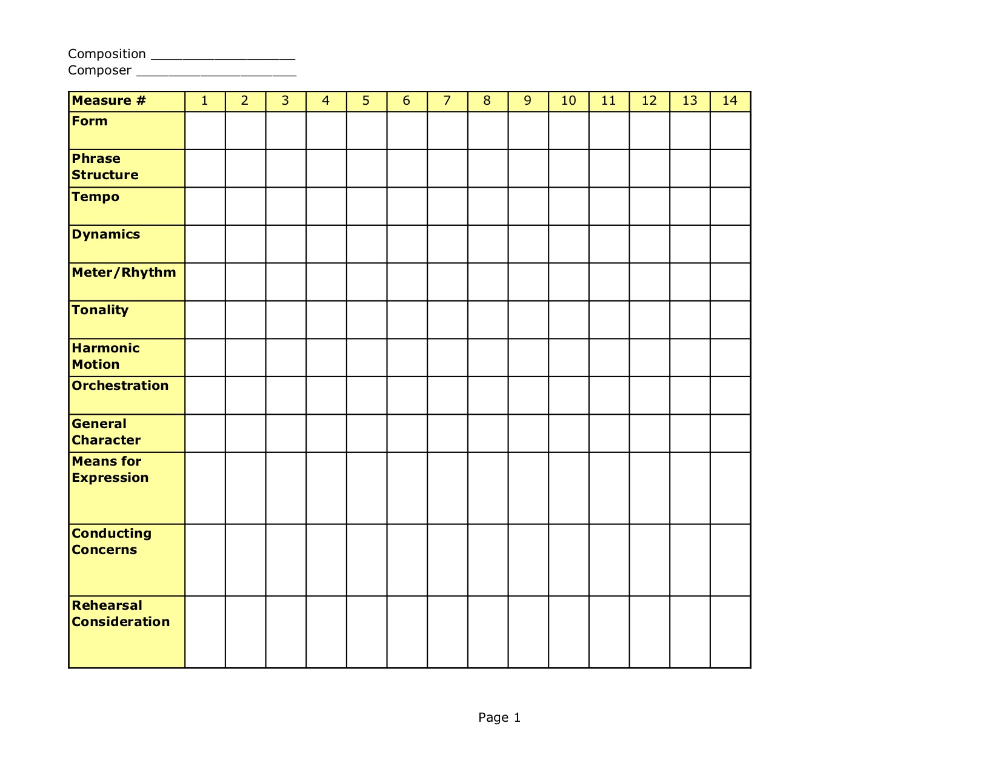 Composition __________________
Composer ____________________
Measure # 1 2 3 4 5 6 7 8 9 10 11 12 13 14
Form
Phrase
Structure
Tempo
Dynamics
Meter/Rhythm
Tonality
Harmonic
Motion
Orchestration
General
Character
Means for
Expression
Conducting
Concerns
Rehearsal
Consideration
Page 1